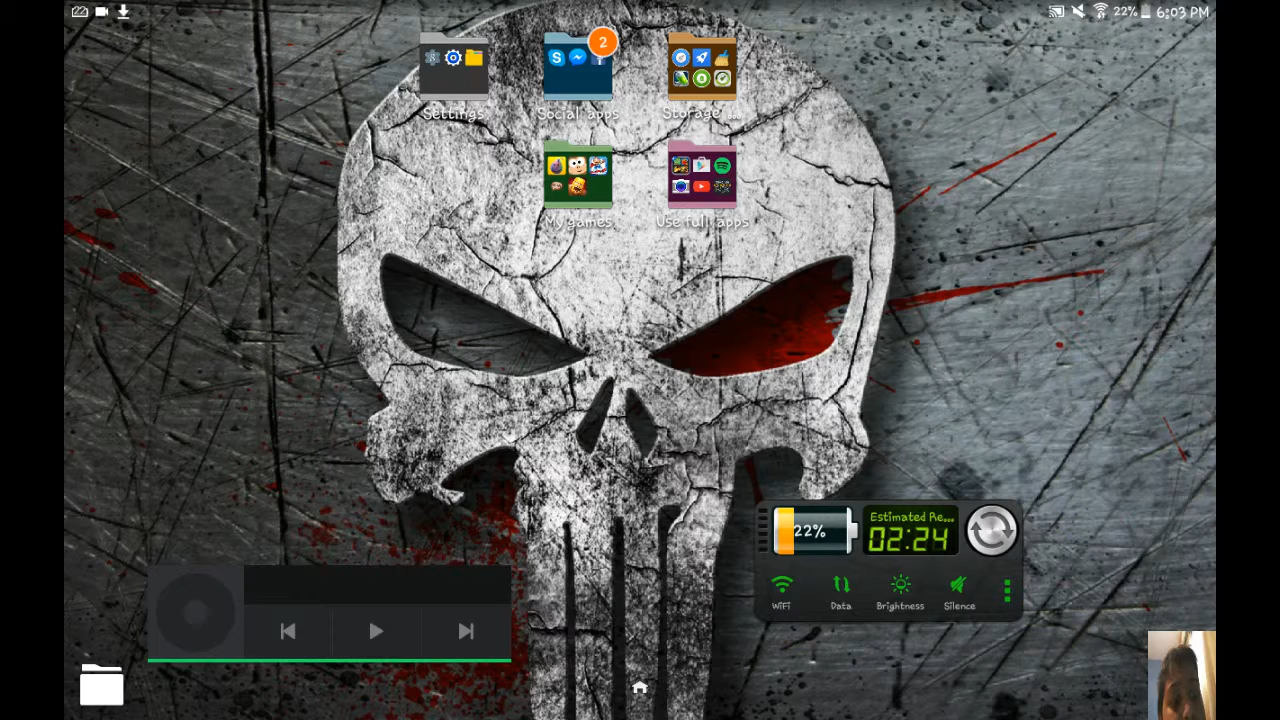 22% 6:03 PM
2
Settings
Social apps
Storage ...
My games
Use full apps
22%
Estimated Re...
02:24
WiFi
Data
Brightness
Silence